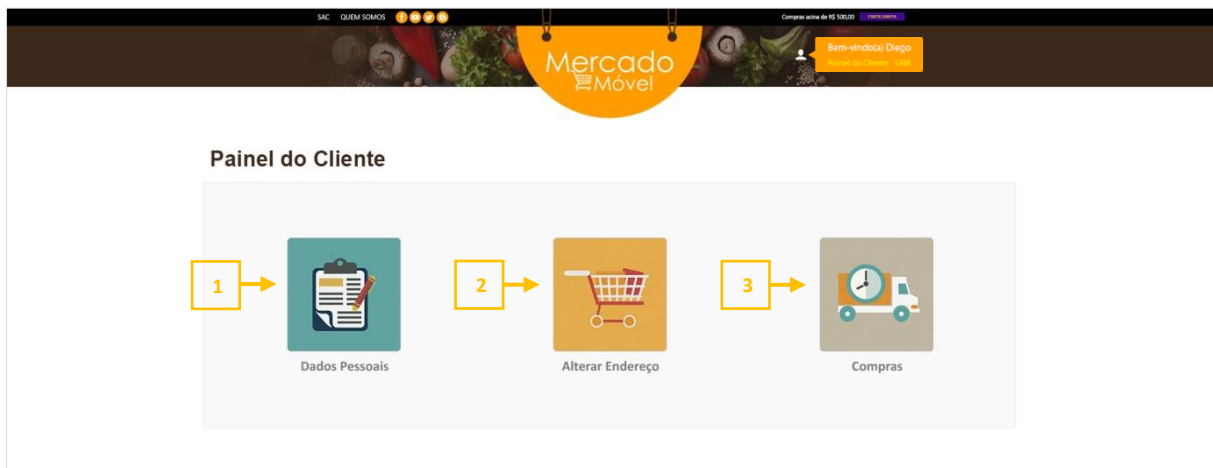 SAC QUEM SOMOS
Compras acina de R$ 500,00 FRETE GRÁTIS
Mercado
Móvel
Bem-vindo(a) Diego
Painel do Cliente SAIR
Painel do Cliente
1
2
3
Dados Pessoais
Alterar Endereço
Compras